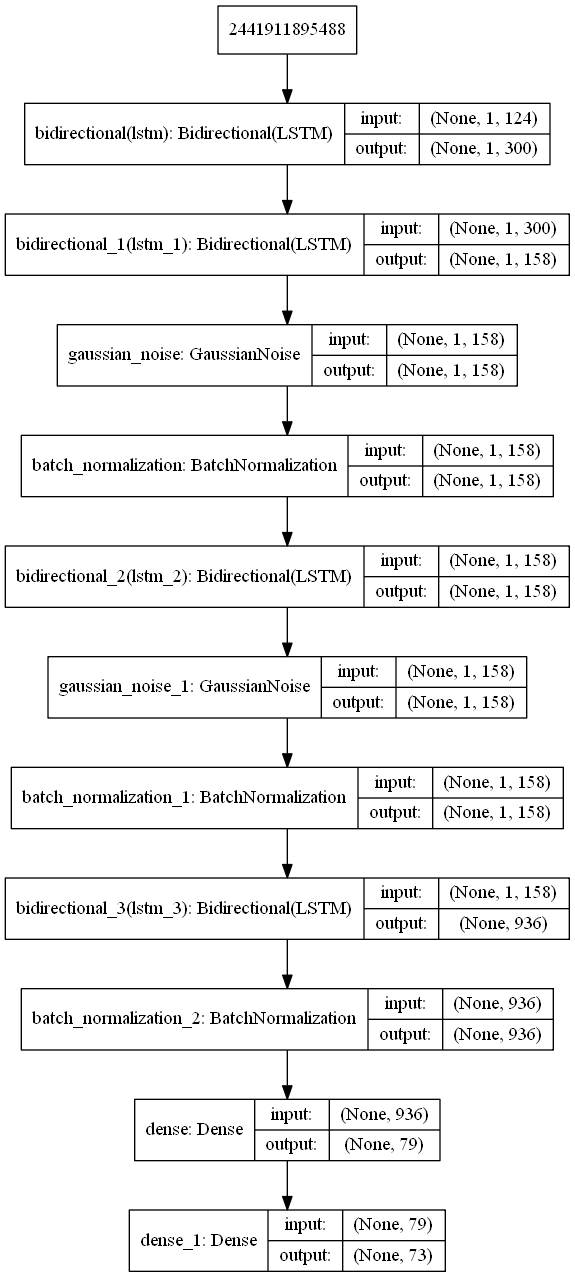 2441911895488
bidirectional(lstm): Bidirectional(LSTM)
input: (None, 1, 124)
output: (None, 1, 300)
bidirectional_1(lstm_1): Bidirectional(LSTM)
input: (None, 1, 300)
output: (None, 1, 158)
gaussian_noise: GaussianNoise
input: (None, 1, 158)
output: (None, 1, 158)
batch_normalization: BatchNormalization
input: (None, 1, 158)
output: (None, 1, 158)
bidirectional_2(lstm_2): Bidirectional(LSTM)
input: (None, 1, 158)
output: (None, 1, 158)
gaussian_noise_1: GaussianNoise
input: (None, 1, 158)
output: (None, 1, 158)
batch_normalization_1: BatchNormalization
input: (None, 1, 158)
output: (None, 1, 158)
bidirectional_3(lstm_3): Bidirectional(LSTM)
input: (None, 1, 158)
output: (None, 936)
batch_normalization_2: BatchNormalization
input: (None, 936)
output: (None, 936)
dense: Dense
input: (None, 936)
output: (None, 79)
dense_1: Dense
input: (None, 79)
output: (None, 73)